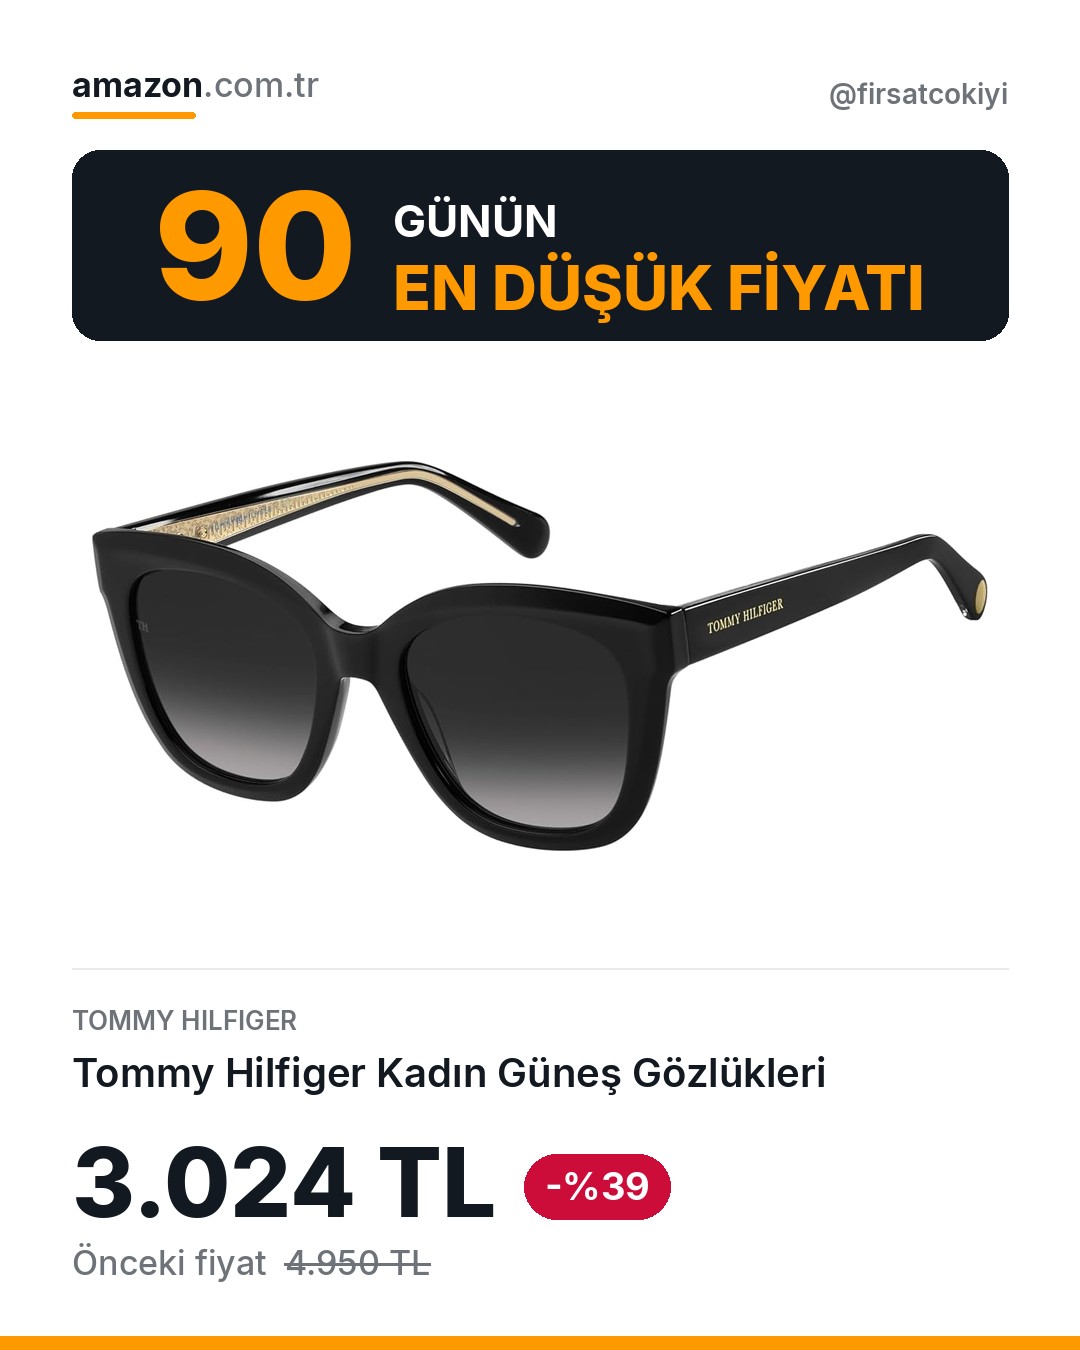 amazon.com.tr
@firsatcokiyi
90 GÜNÜN
EN DÜŞÜK FİYATI
TH
TOMMY HILFIGER
TOMMY HILFIGER
Tommy Hilfiger Kadın Güneş Gözlükleri
3.024 TL -%39
Önceki fiyat 4.950 TL